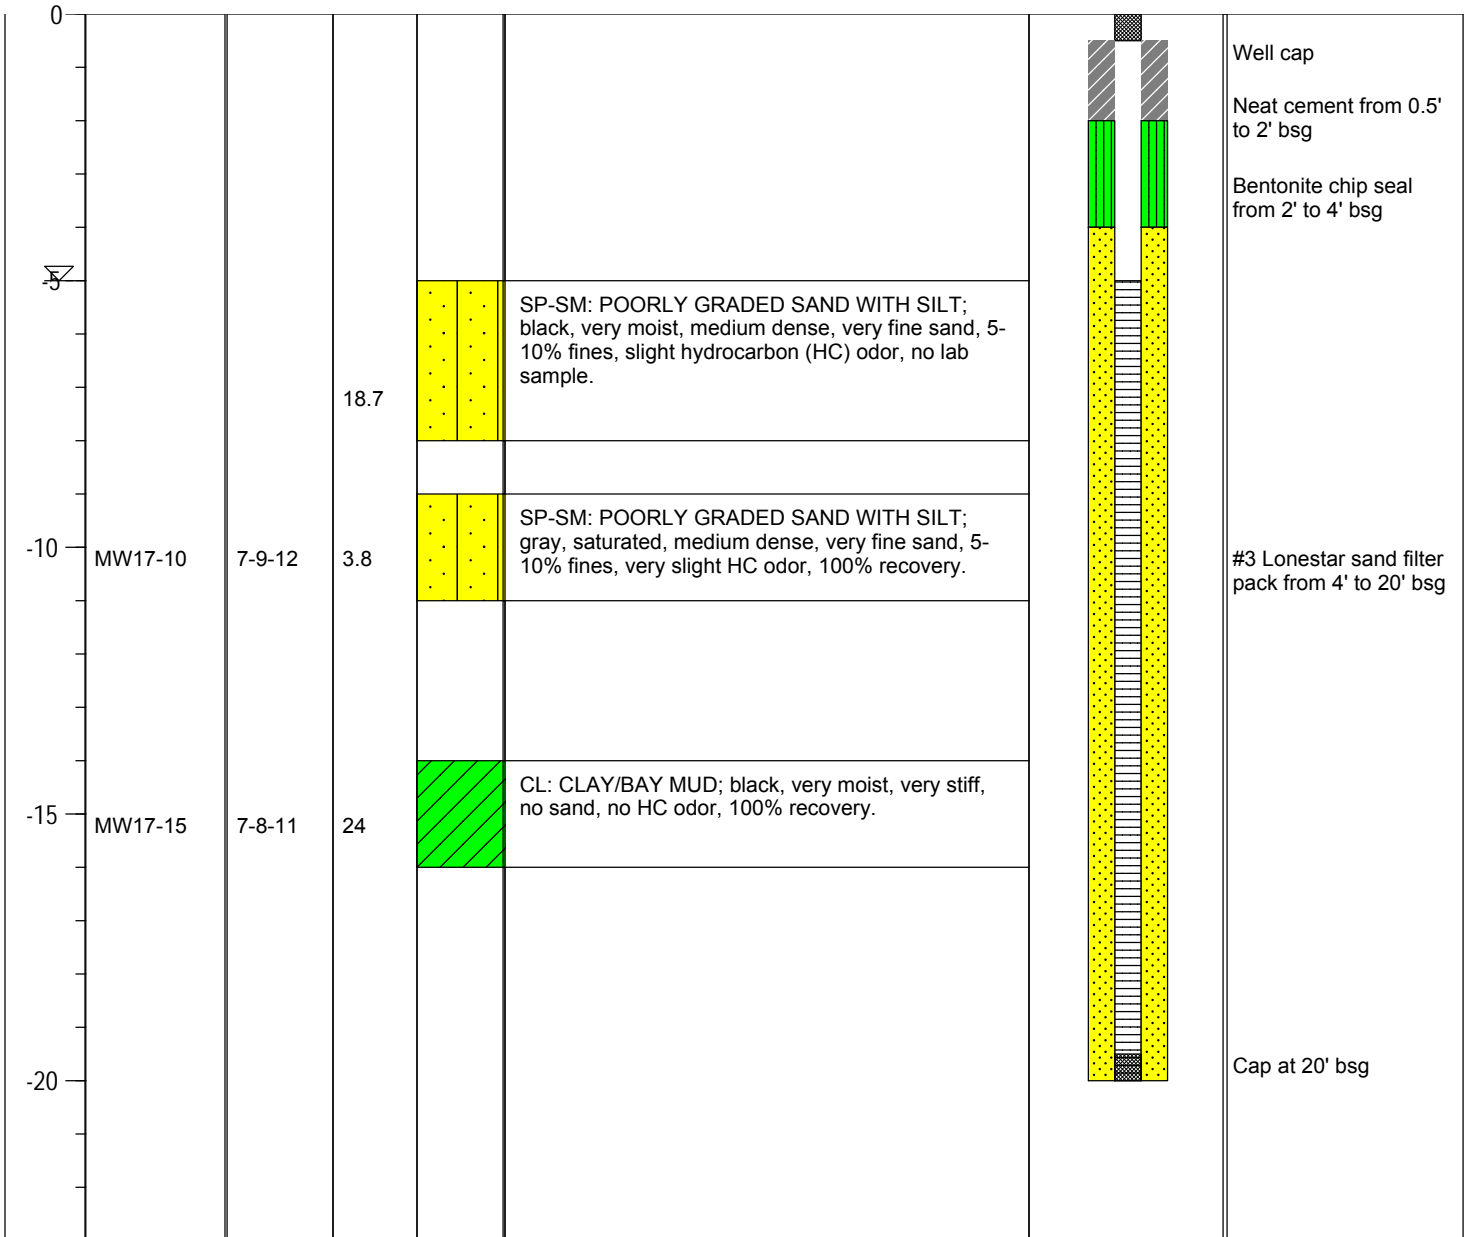 0
Well cap
Neat cement from 0.5'
to 2' bsg
Bentonite chip seal
from 2' to 4' bsg
-5
SP-SM: POORLY GRADED SAND WITH SILT;
black, very moist, medium dense, very fine sand, 5-
10% fines, slight hydrocarbon (HC) odor, no lab
sample.
18.7
SP-SM: POORLY GRADED SAND WITH SILT;
gray, saturated, medium dense, very fine sand, 5-
10% fines, very slight HC odor, 100% recovery.
-10
MW17-10
7-9-12
3.8
#3 Lonestar sand filter
pack from 4' to 20' bsg
CL: CLAY/BAY MUD; black, very moist, very stiff,
no sand, no HC odor, 100% recovery.
-15
MW17-15
7-8-11
24
-20
Cap at 20' bsg